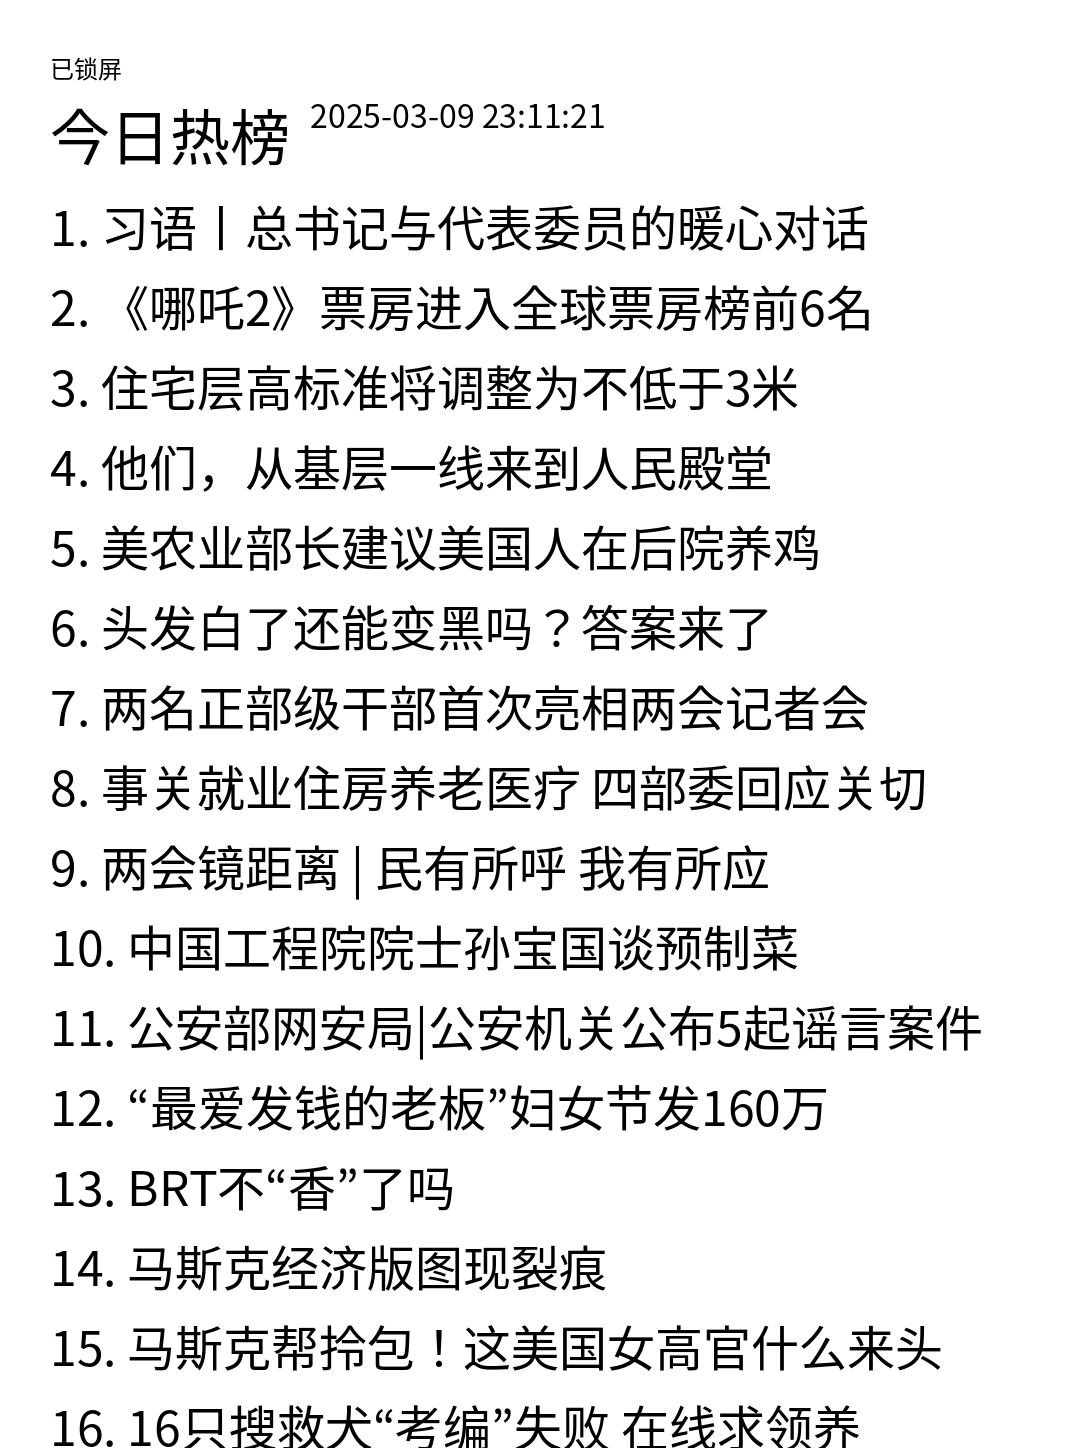 已锁屏
今日热榜 2025-03-09 23:11:21
1. 习语丨总书记与代表委员的暖心对话
2. 《哪吒2》票房进入全球票房榜前6名
3. 住宅层高标准将调整为不低于3米
4. 他们，从基层一线来到人民殿堂
5. 美农业部长建议美国人在后院养鸡
6. 头发白了还能变黑吗？答案来了
7. 两名正部级干部首次亮相两会记者会
8. 事关就业住房养老医疗 四部委回应关切
9. 两会镜距离 | 民有所呼 我有所应
10. 中国工程院院士孙宝国谈预制菜
11. 公安部网安局|公安机关公布5起谣言案件
12. “最爱发钱的老板”妇女节发160万
13. BRT不“香”了吗
14. 马斯克经济版图现裂痕
15. 马斯克帮拎包！这美国女高官什么来头
16. 16只搜救犬“考编”失败 在线求领养